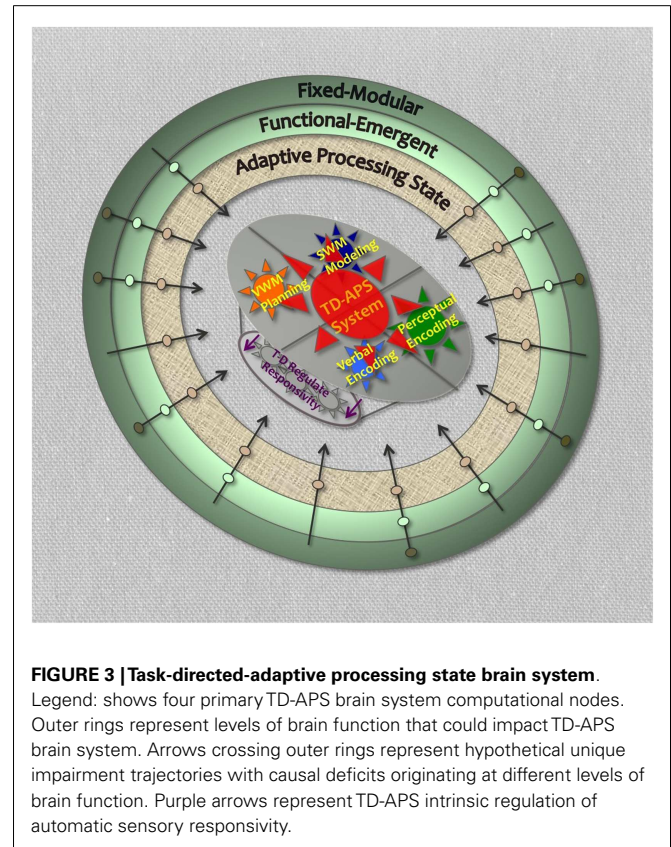 Fixed-Modular
Functional-Emergent
Adaptive Processing State
SWM
Modeling
VWM
Planning
TD-APS
System
Perceptual
Encoding
Verbal
Encoding
T-D Regulate
Responsivity
FIGURE 3 | Task-directed-adaptive processing state brain system.
Legend: shows four primary TD-APS brain system computational nodes.
Outer rings represent levels of brain function that could impact TD-APS
brain system. Arrows crossing outer rings represent hypothetical unique
impairment trajectories with causal deficits originating at different levels of
brain function. Purple arrows represent TD-APS intrinsic regulation of
automatic sensory responsivity.